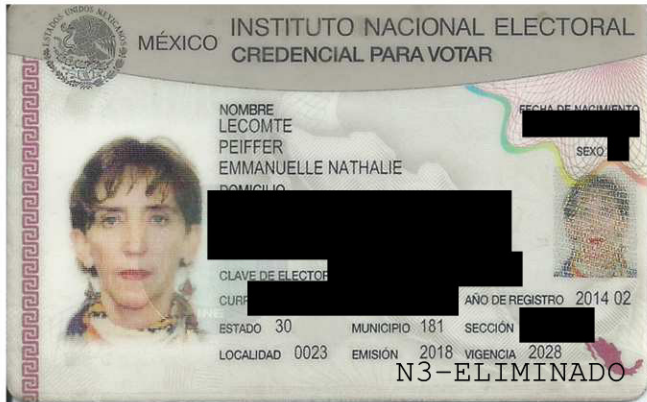 ESTADOS UNIDOS MEXICANOS
MÉXICO
INSTITUTO NACIONAL ELECTORAL
CREDENCIAL PARA VOTAR
NOMBRE
LECOMTE
PEIFFER
EMMANUELLE NATHALIE
FECHA DE NACIMIENTO
SEXO
DOMICILIO
CLAVE DE ELECTOR
CURP
AÑO DE REGISTRO 2014 02
ESTADO 30 MUNICIPIO 181 SECCIÓN
LOCALIDAD 0023 EMISIÓN 2018 VIGENCIA 2028
INE
N3-ELIMINADO